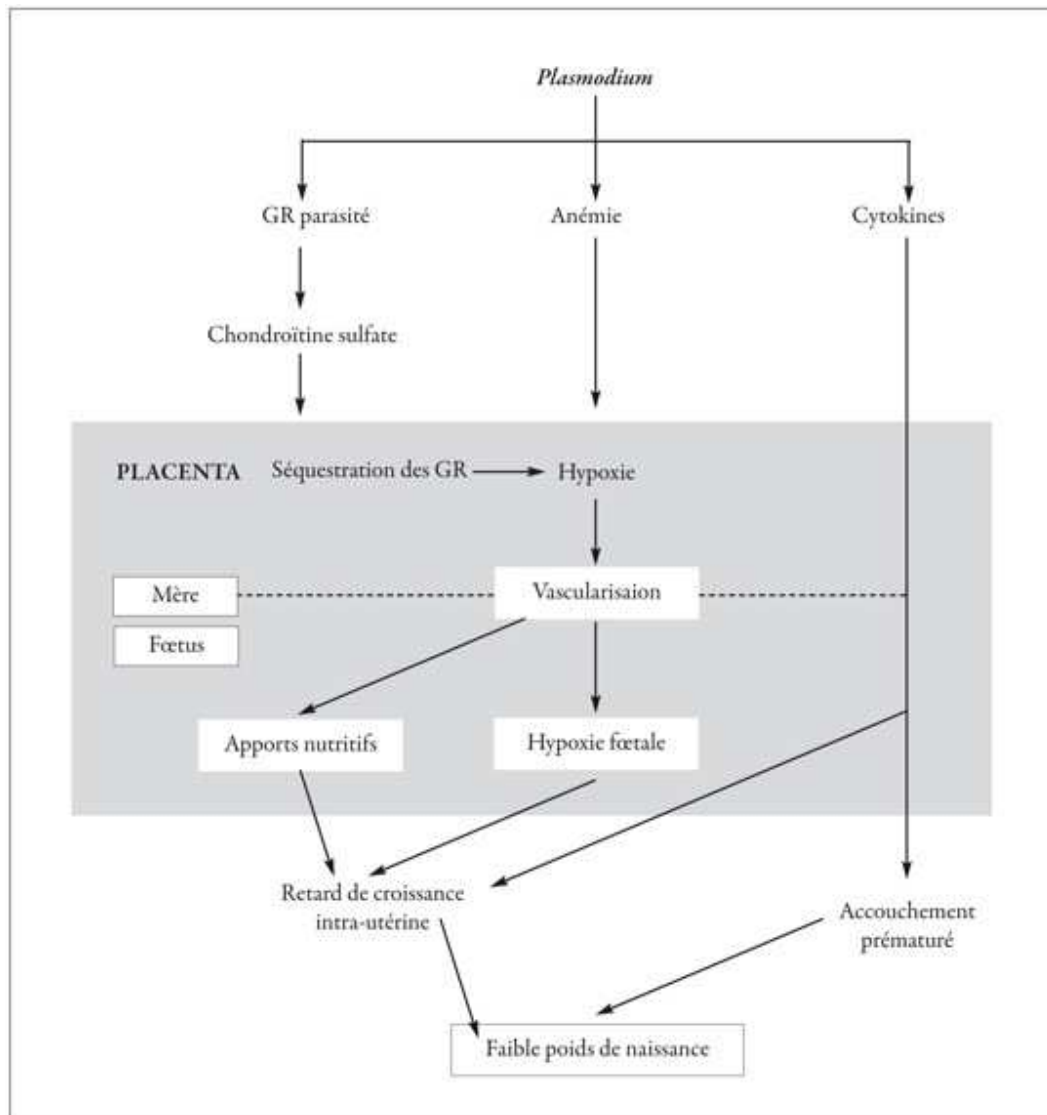 Plasmodium
GR parasité
Anémie
Cytokines
Chondroïtine sulfate
PLACENTA
Séquestration des GR
Hypoxie
Mère
Vascularisaion
Fœtus
Apports nutritifs
Hypoxie fœtale
Retard de croissance
intra-utérine
Accouchement
prématuré
Faible poids de naissance